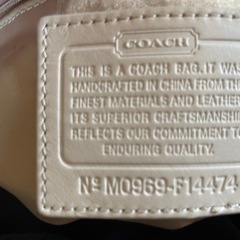 COACH
THIS IS A COACH BAG. IT WAS
HANDCRAFTED IN CHINA FROM THE
FINEST MATERIALS AND LEATHER
ITS SUPERIOR CRAFTSMANSHIP
REFLECTS OUR COMMITMENT TO
ENDURING QUALITY.
Nº M0969-F14474